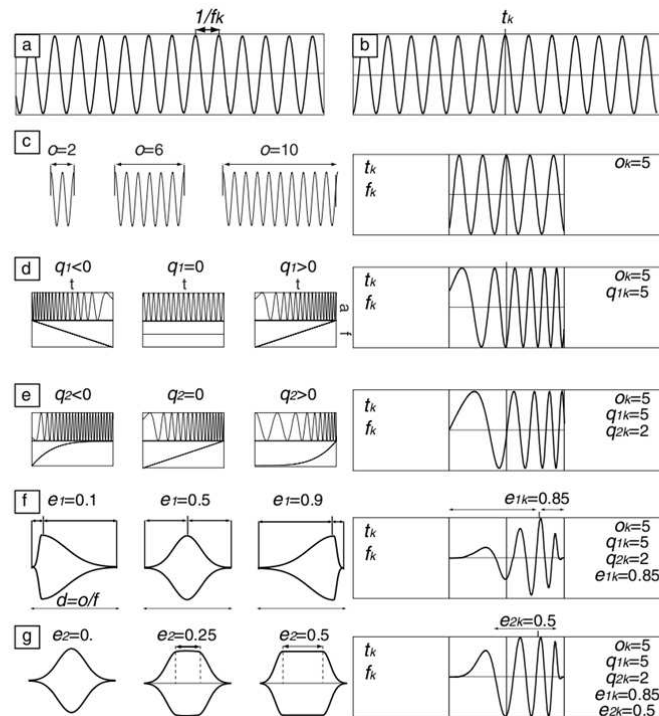 1/fk
tk
a
b
c
o=2
o=6
o=10
tk
fk
ok=5
d
q1<0
q1=0
q1>0
t
t
t
a
f
tk
fk
ok=5
q1k=5
e
q2<0
q2=0
q2>0
tk
fk
ok=5
q1k=5
q2k=2
f
e1=0.1
e1=0.5
e1=0.9
d=o/f
e1k=0.85
tk
fk
ok=5
q1k=5
q2k=2
e1k=0.85
g
e2=0.
e2=0.25
e2=0.5
e2k=0.5
tk
fk
ok=5
q1k=5
q2k=2
e1k=0.85
e2k=0.5